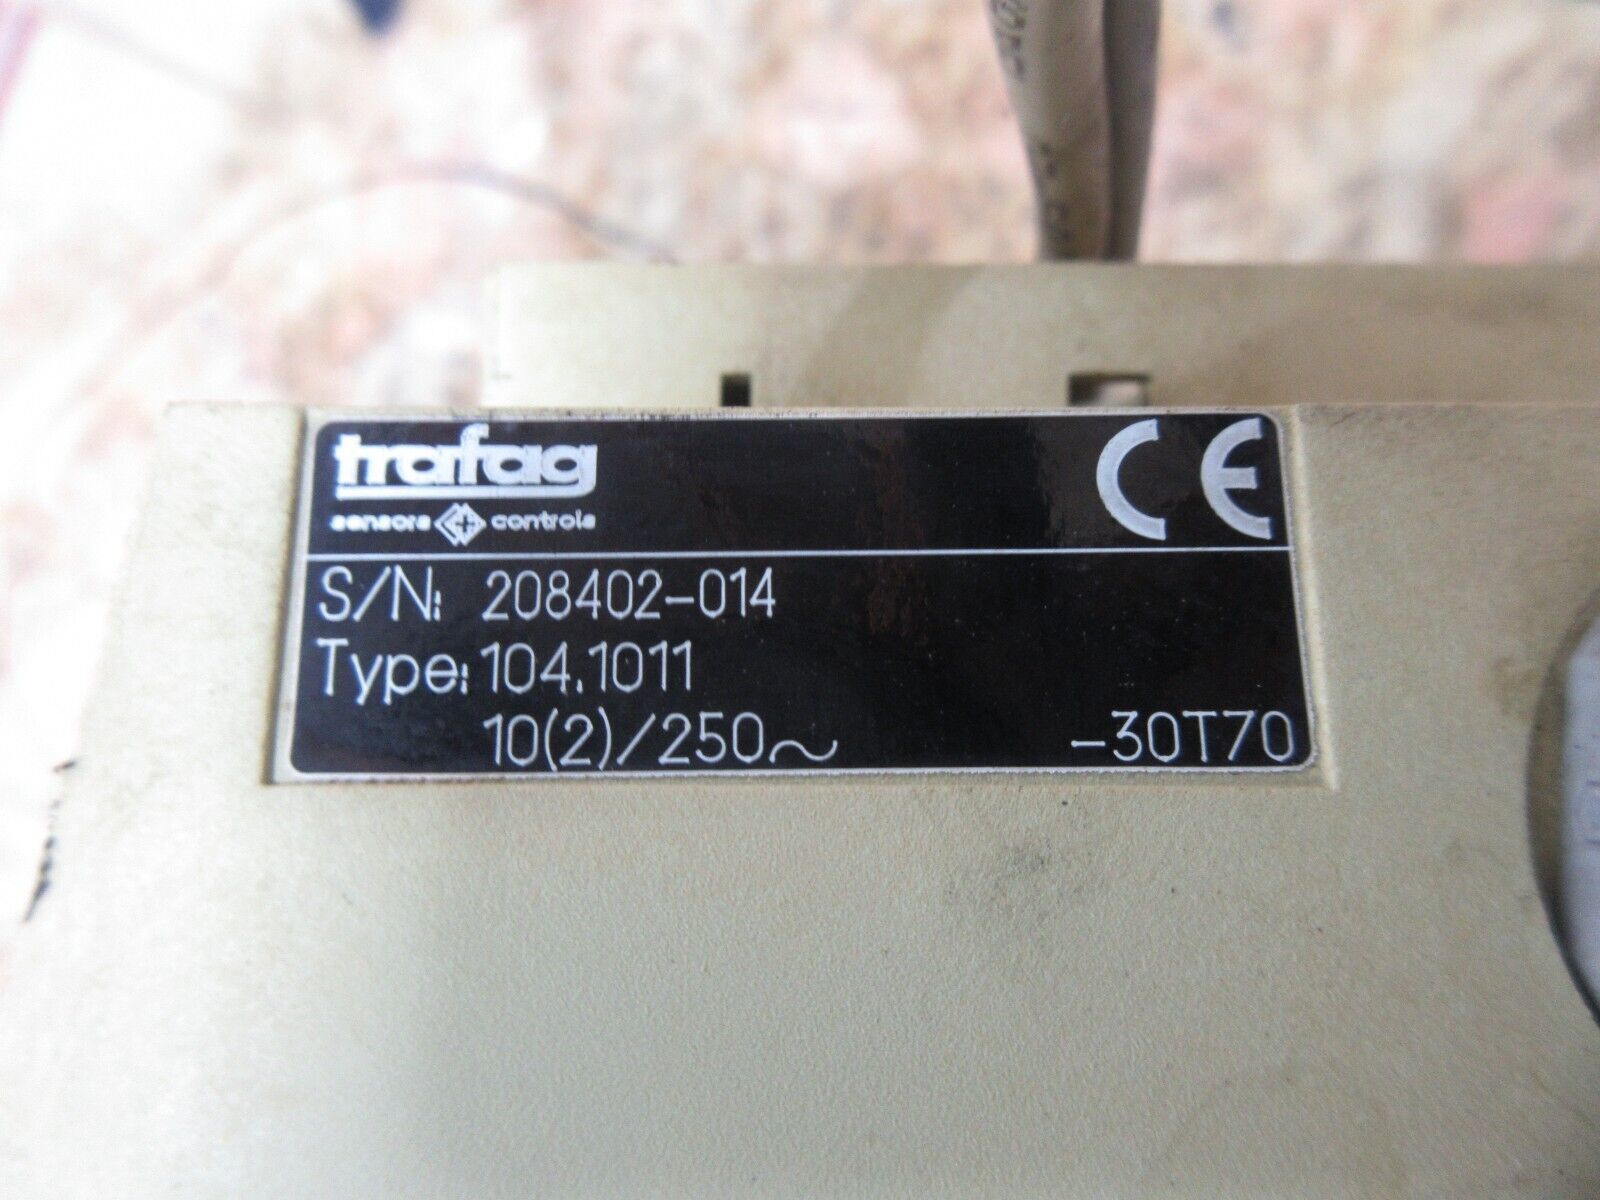 trafag
sensors controls
CE
S/N: 208402-014
Type: 104.1011
10(2)/250~ -30T70